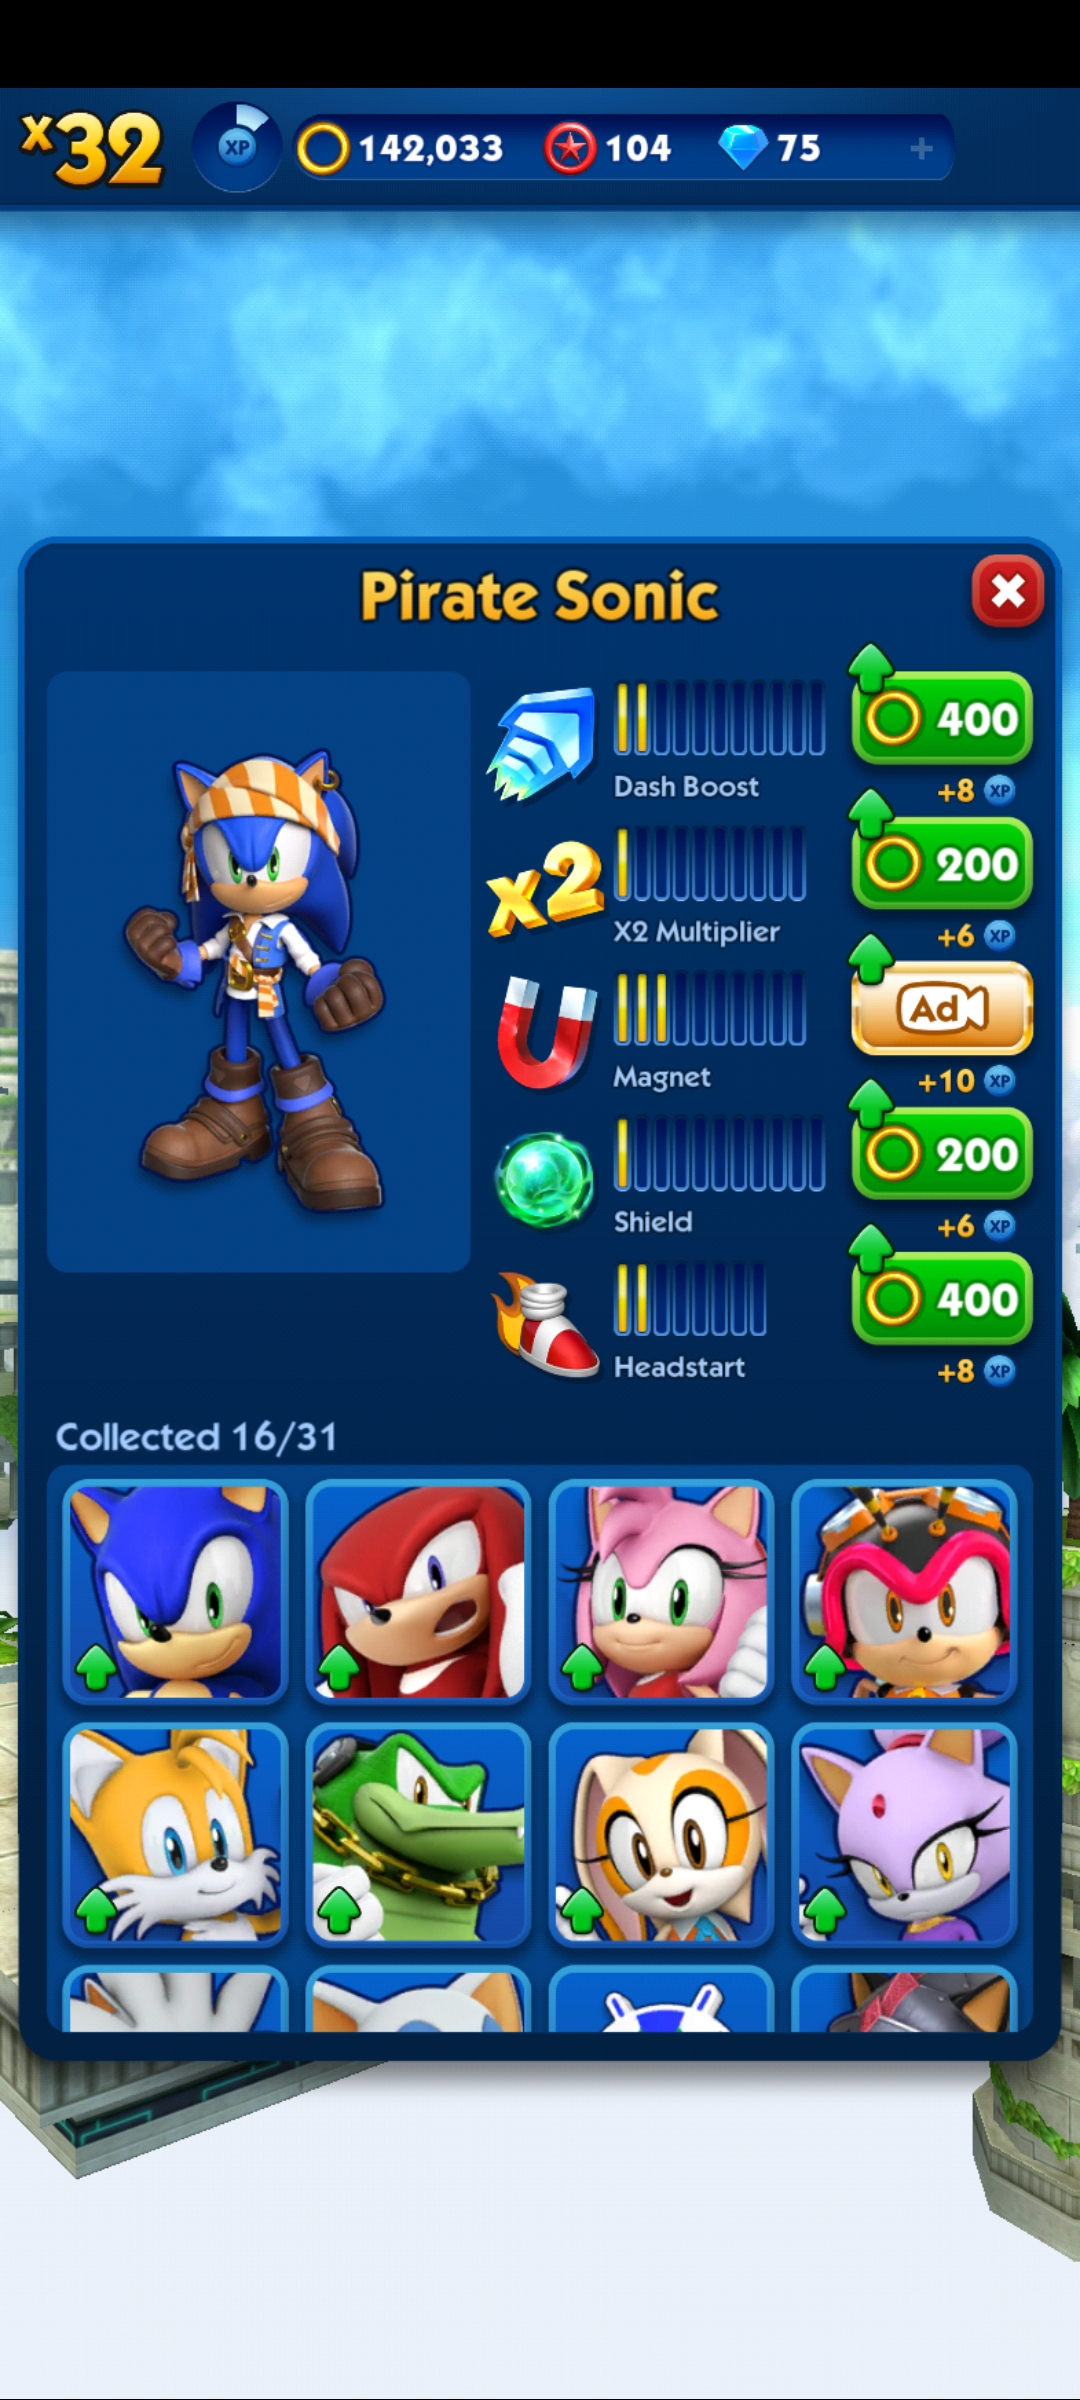 x32 XP 142,033 104 75 +
Pirate Sonic
400
Dash Boost
+8 XP
x2
200
X2 Multiplier
+6 XP
Ad
Magnet
+10 XP
200
Shield
+6 XP
400
Headstart
+8 XP
Collected 16/31